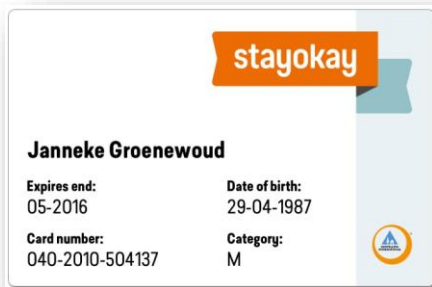 stayokay
Janneke Groenewoud
Expires end: Date of birth:
05-2016 29-04-1987
Card number: Category:
040-2010-504137 M